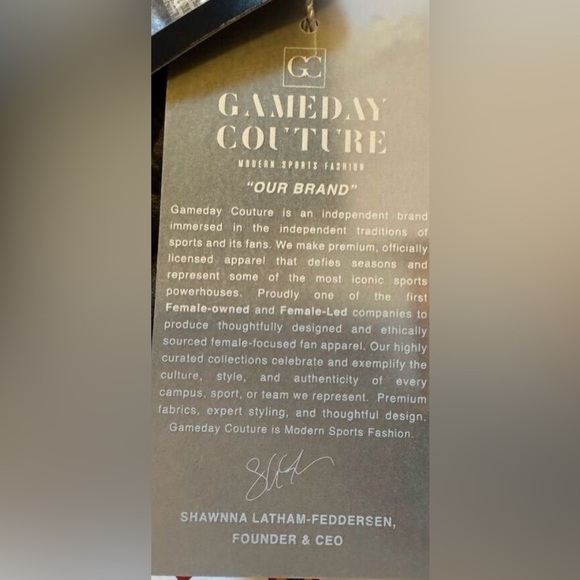 GC
GAMEDAY
COUTURE
MODERN SPORTS FASHION
"OUR BRAND"
Gameday Couture is an independent brand
immersed in the independent traditions of
sports and its fans. We make premium, officially
licensed apparel that defies seasons and
represent some of the most iconic sports
powerhouses. Proudly one of the first
Female-owned and Female-Led companies to
produce thoughtfully designed and ethically
sourced female-focused fan apparel. Our highly
curated collections celebrate and exemplify the
culture, style, and authenticity of every
campus, sport, or team we represent. Premium
fabrics, expert styling, and thoughtful design.
Gameday Couture is Modern Sports Fashion.
SHAWNNA LATHAM-FEDDERSEN,
FOUNDER & CEO